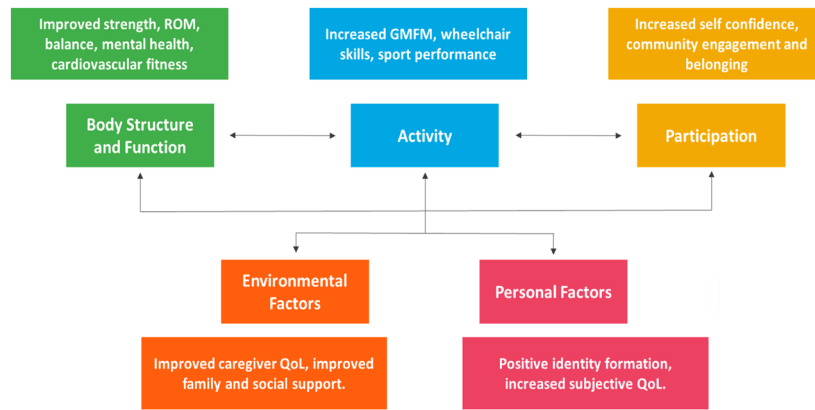 Improved strength, ROM,
balance, mental health,
cardiovascular fitness
Increased GMFM, wheelchair
skills, sport performance
Increased self confidence,
community engagement and
belonging
Body Structure
and Function
Activity
Participation
Environmental
Factors
Personal Factors
Improved caregiver QoL, improved
family and social support.
Positive identity formation,
increased subjective QoL.